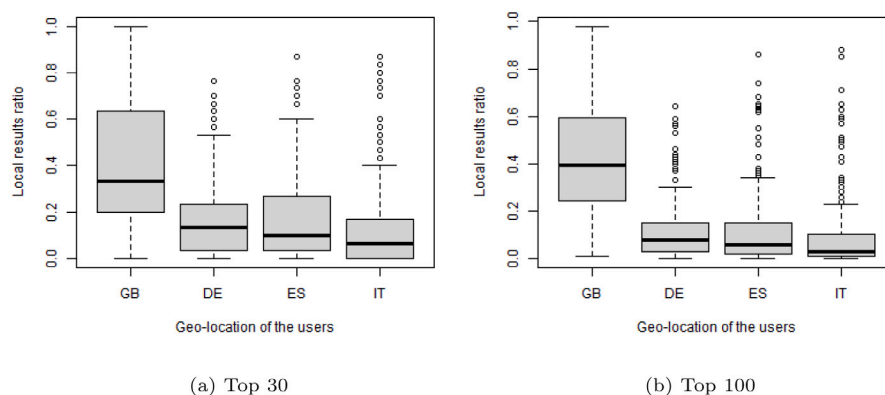 Local results ratio
1.0
0.8
0.6
0.4
0.2
0.0
GB DE ES IT
Geo-location of the users
(a) Top 30
Local results ratio
1.0
0.8
0.6
0.4
0.2
0.0
GB DE ES IT
Geo-location of the users
(b) Top 100